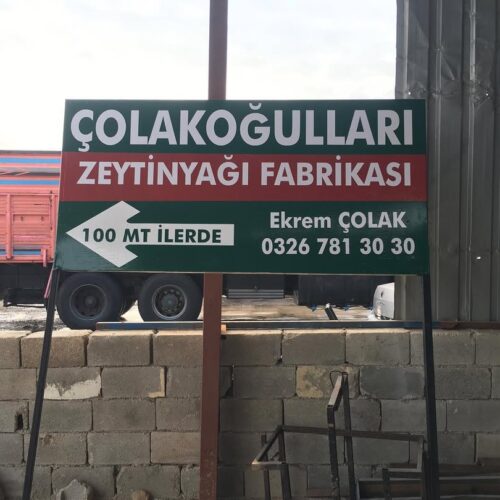 ÇOLAKOĞULLARI
ZEYTİNYAĞI FABRİKASI
100 MT İLERDE
Ekrem ÇOLAK
0326 781 30 30